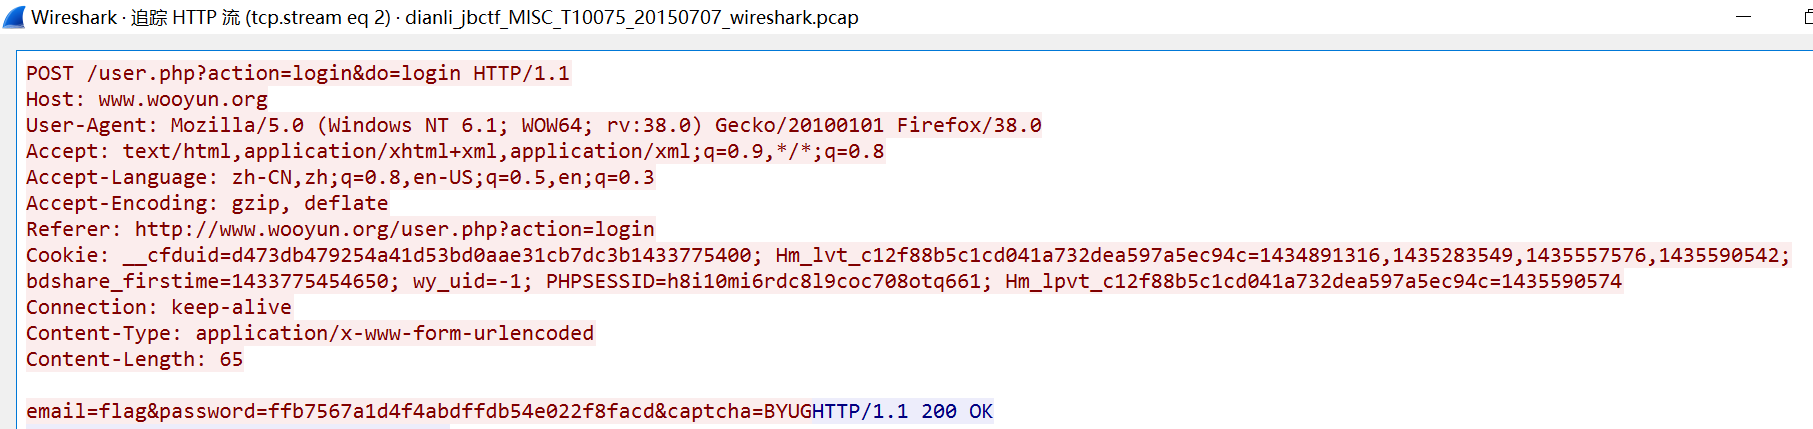 Wireshark · 追踪 HTTP 流 (tcp.stream eq 2) · dianli_jbctf_MISC_T10075_20150707_wireshark.pcap
POST /user.php?action=login&do=login HTTP/1.1
Host: www.wooyun.org
User-Agent: Mozilla/5.0 (Windows NT 6.1; WOW64; rv:38.0) Gecko/20100101 Firefox/38.0
Accept: text/html,application/xhtml+xml,application/xml;q=0.9,*/*;q=0.8
Accept-Language: zh-CN,zh;q=0.8,en-US;q=0.5,en;q=0.3
Accept-Encoding: gzip, deflate
Referer: http://www.wooyun.org/user.php?action=login
Cookie: __cfduid=d473db479254a41d53bd0aae31cb7dc3b1433775400; Hm_lvt_c12f88b5c1cd041a732dea597a5ec94c=1434891316,1435283549,1435557576,1435590542;
bdshare_firstime=1433775454650; wy_uid=-1; PHPSESSID=h8i10mi6rdc8l9coc708otq661; Hm_lpvt_c12f88b5c1cd041a732dea597a5ec94c=1435590574
Connection: keep-alive
Content-Type: application/x-www-form-urlencoded
Content-Length: 65
email=flag&password=ffb7567a1d4f4abdffdb54e022f8facd&captcha=BYUGHTTP/1.1 200 OK